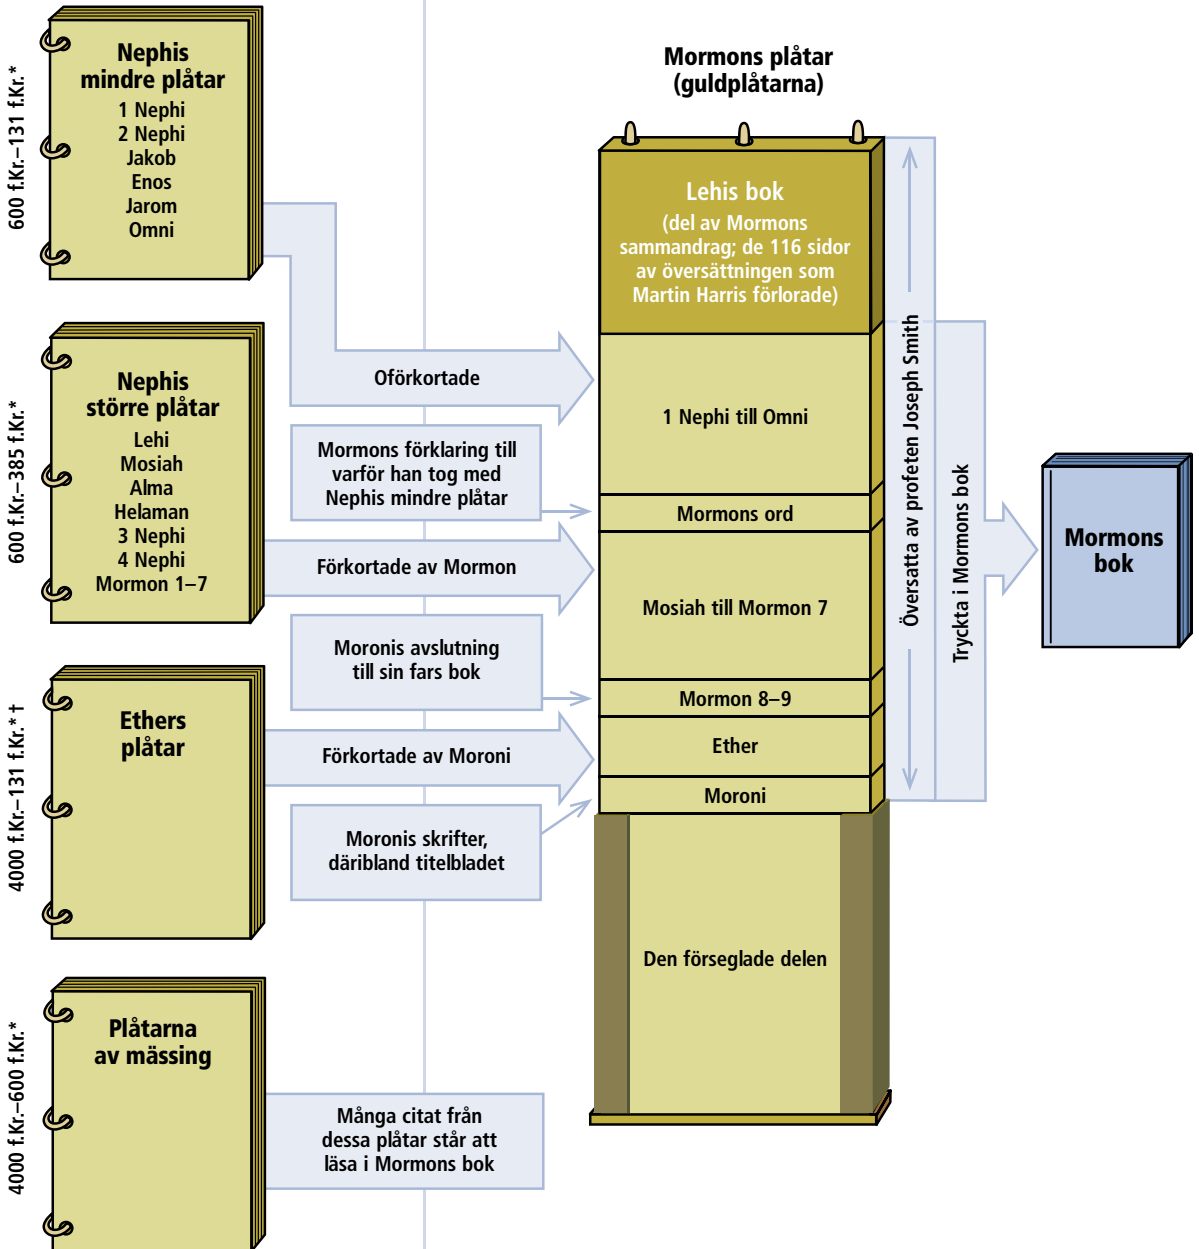 600 f.Kr.–131 f.Kr.*
Nephis
mindre plåtar
1 Nephi
2 Nephi
Jakob
Enos
Jarom
Omni
600 f.Kr.–385 f.Kr.*
Nephis
större plåtar
Lehi
Mosiah
Alma
Helaman
3 Nephi
4 Nephi
Mormon 1–7
4000 f.Kr.–131 f.Kr.*†
Ethers
plåtar
4000 f.Kr.–600 f.Kr.*
Plåtarna
av mässing
Oförkortade
Mormons förklaring till
varför han tog med
Nephis mindre plåtar
Förkortade av Mormon
Moronis avslutning
till sin fars bok
Förkortade av Moroni
Moronis skrifter,
däribland titelbladet
Många citat från
dessa plåtar står att
läsa i Mormons bok
Mormons plåtar
(guldplåtarna)
Lehis bok
(del av Mormons
sammandrag; de 116 sidor
av översättningen som
Martin Harris förlorade)
1 Nephi till Omni
Mormons ord
Mosiah till Mormon 7
Mormon 8–9
Ether
Moroni
Den förseglade delen
Översatta av profeten Joseph Smith
Tryckta i Mormons bok
Mormons
bok